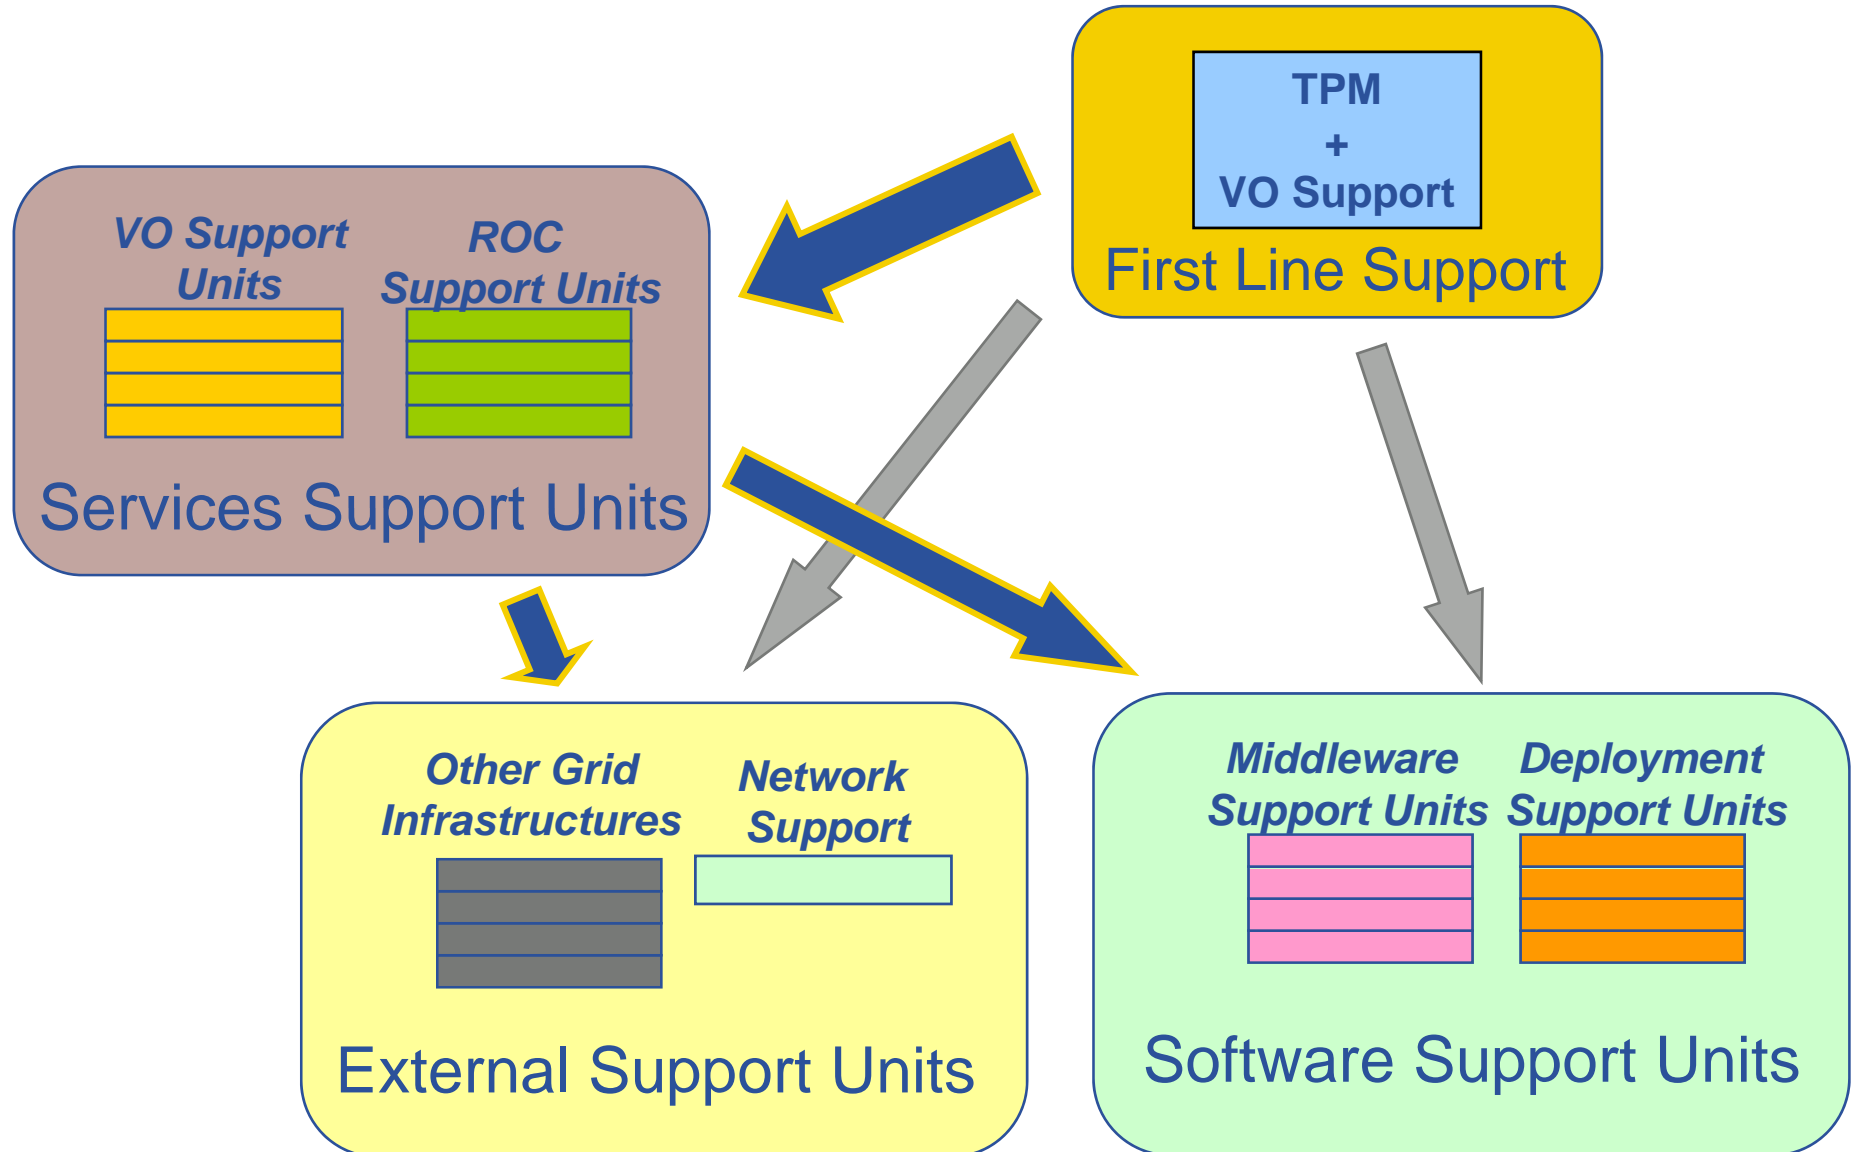 TPM
+
VO Support
First Line Support
VO Support
Units
ROC
Support Units
Services Support Units
Other Grid
Infrastructures
Network
Support
External Support Units
Middleware
Support Units
Deployment
Support Units
Software Support Units